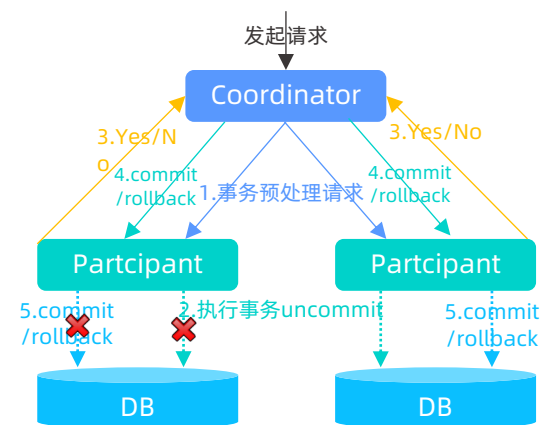 发起请求
Coordinator
3.Yes/N
o
3.Yes/No
4.commit
/rollback
4.commit
/rollback
1.事务预处理请求
Partcipant
Partcipant
5.commit
/rollback
2.执行事务uncommit
5.commit
/rollback
DB
DB